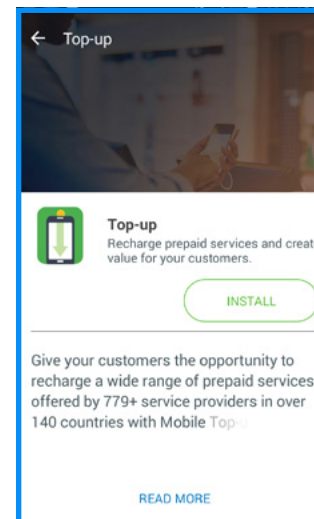 Top-up
Top-up
Recharge prepaid services and creat
value for your customers.
INSTALL
Give your customers the opportunity to
recharge a wide range of prepaid services
offered by 779+ service providers in over
140 countries with Mobile Top-u
READ MORE